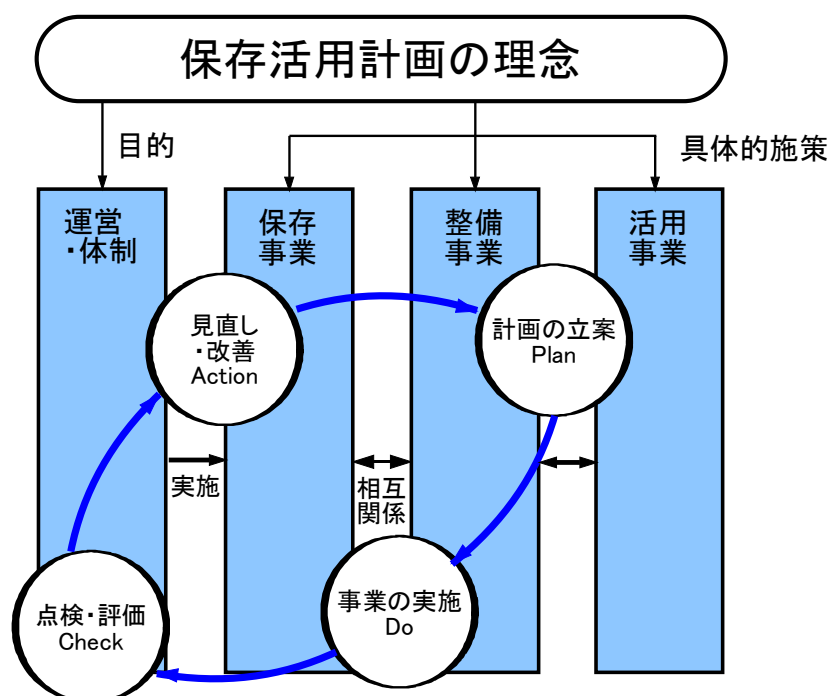 保存活用計画の理念
目的
具体的施策
運営
・体制
保存
事業
整備
事業
活用
事業
見直し
・改善
Action
計画の立案
Plan
実施
相互
関係
点検・評価
Check
事業の実施
Do